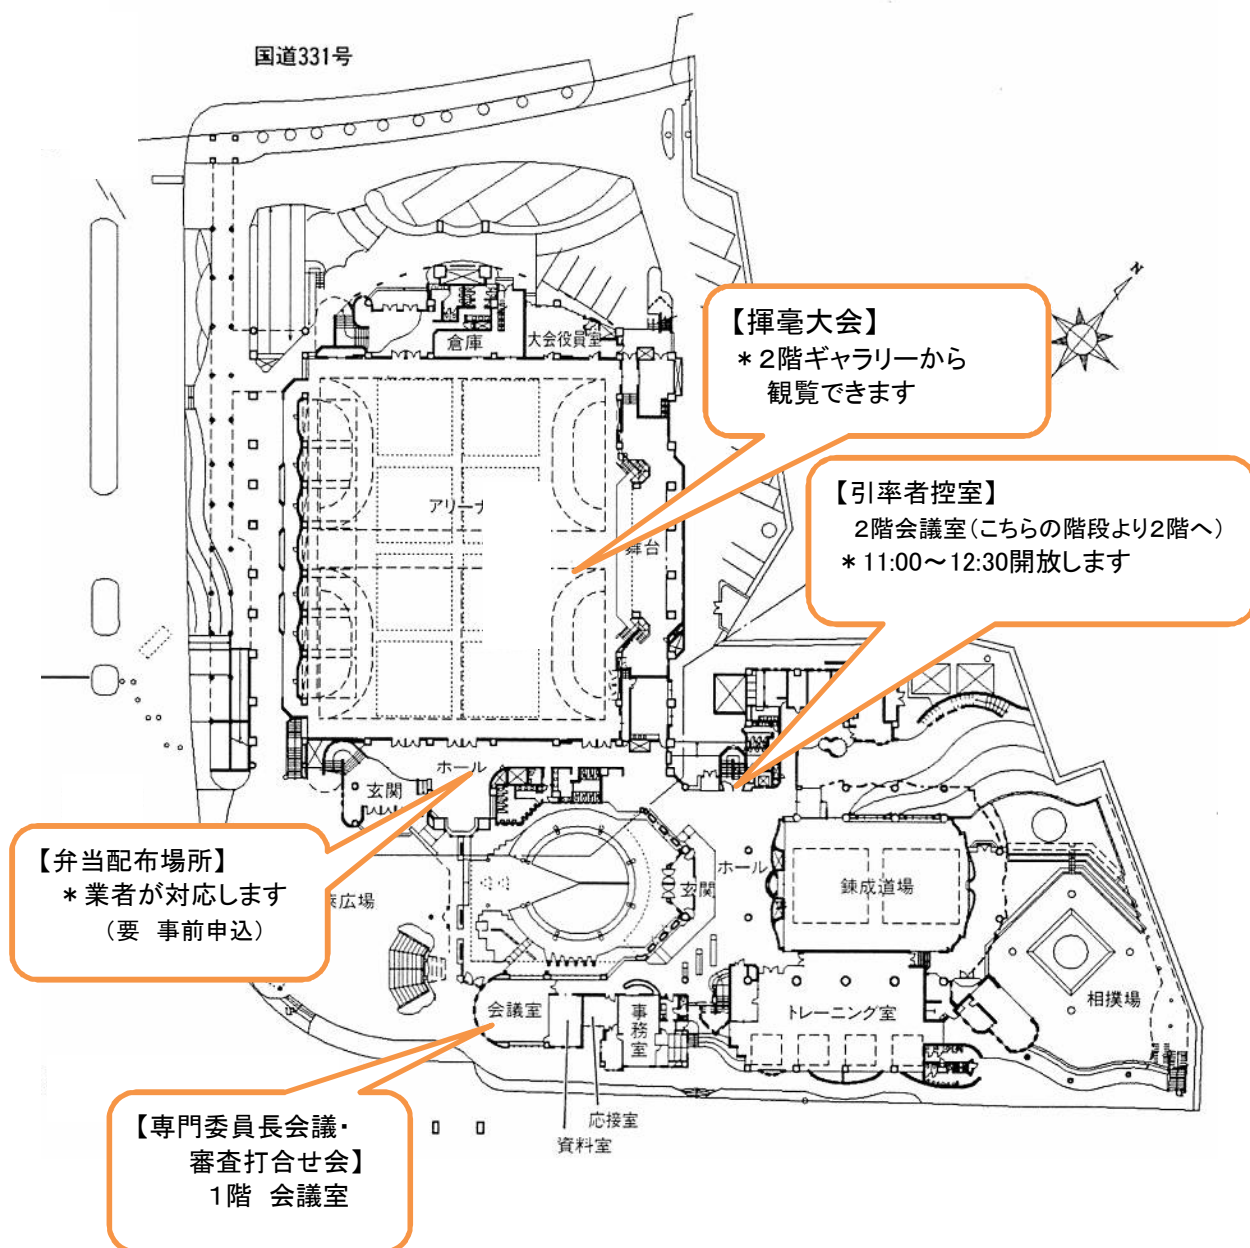 国道331号
N
倉庫
大会役員室
【揮毫大会】
＊２階ギャラリーから
観覧できます
【引率者控室】
２階会議室(こちらの階段より２階へ)
＊11:00～12:30開放します
アリーナ
舞台
ホール
玄関
【弁当配布場所】
＊業者が対応します
（要　事前申込）
広場
玄関
ホール
錬成道場
相撲場
会議室
事務室
トレーニング室
応接室
資料室
【専門委員長会議・
審査打合せ会】
１階　会議室